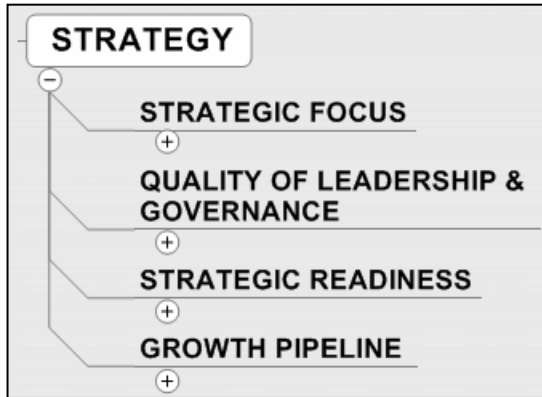 STRATEGY
STRATEGIC FOCUS
QUALITY OF LEADERSHIP &
GOVERNANCE
STRATEGIC READINESS
GROWTH PIPELINE